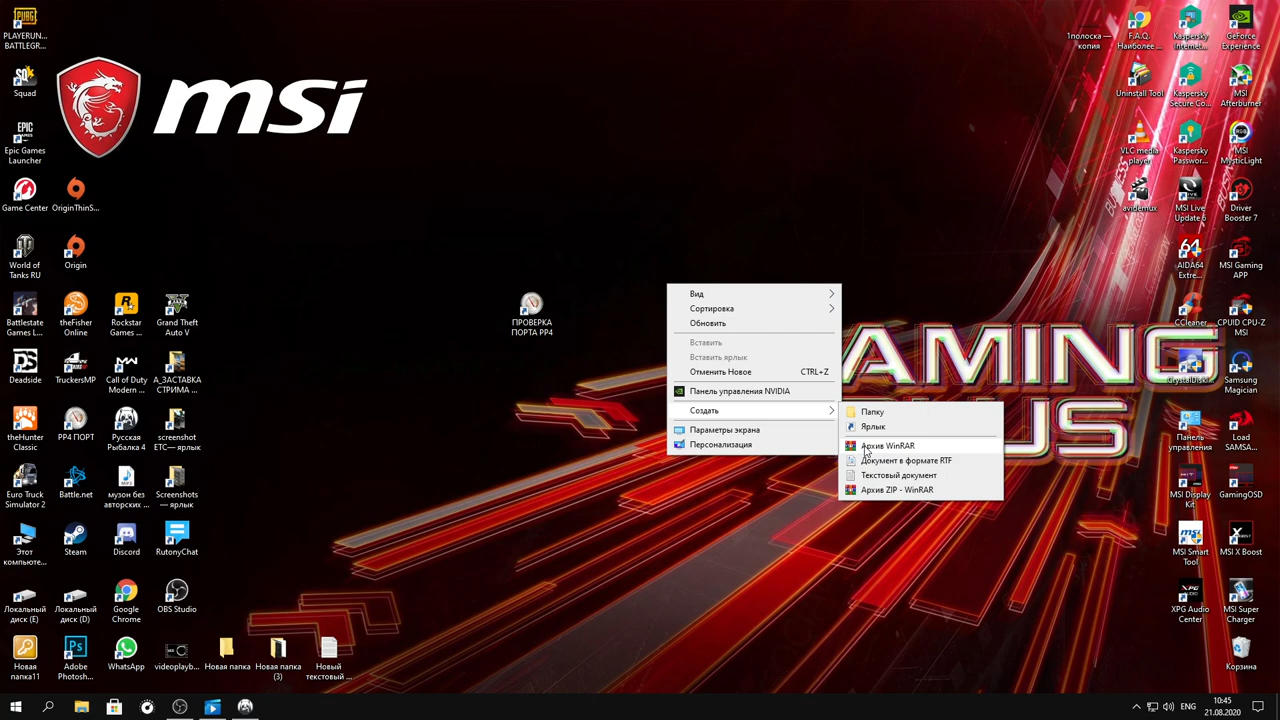 PLAYERUN...
BATTLEGR...
Squad
EPIC
GAMES
Epic Games
Launcher
Game Center
OriginThinS...
World of
Tanks RU
Origin
Battlestate
Games L...
theFisher
Online
Rockstar
Games ...
Grand Theft
Auto V
Deadside
TruckersMP
Call of Duty
Modern ...
А_ЗАСТАВКА
СТРИМА ...
theHunter
Classic
РР4 ПОРТ
Русская
Рыбалка 4
screenshot
ЕТС— ярлык
Euro Truck
Simulator 2
Battle.net
музон без
авторских ...
Screenshots
— ярлык
Этот
компьюте...
Steam
Discord
RutonyChat
Локальный
диск (E)
Локальный
диск (D)
Google
Chrome
OBS Studio
Новая
папка11
Adobe
Photosh...
WhatsApp
videoplayb...
Новая папка
Новая папка
(3)
Новый
текстовый ...
msi
ПРОВЕРКА
ПОРТА РР4
Вид
Сортировка
Обновить
Вставить
Вставить ярлык
Отменить Новое CTRL+Z
Панель управления NVIDIA
Создать
Параметры экрана
Персонализация
Папку
Ярлык
Архив WinRAR
Документ в формате RTF
Текстовый документ
Архив ZIP - WinRAR
1полоска —
копия
F.A.Q.
Наиболее ...
Kaspersky
Internet...
GeForce
Experience
Uninstall Tool
Kaspersky
Secure Co...
MSI
Afterburner
VLC media
player
Kaspersky
Passwor...
MSI
MysticLight
avidemux
MSI Live
Update 6
Driver
Booster 7
AIDA64
Extre...
MSI Gaming
APP
CCleaner
CPUID CPU-Z
MSI
CrystalDisk...
Samsung
Magician
Панель
управления
Load
SAMSA...
MSI Display
Kit
GamingOSD
MSI Smart
Tool
MSI X Boost
XPG Audio
Center
MSI Super
Charger
Корзина
ENG
10:45
21.08.2020